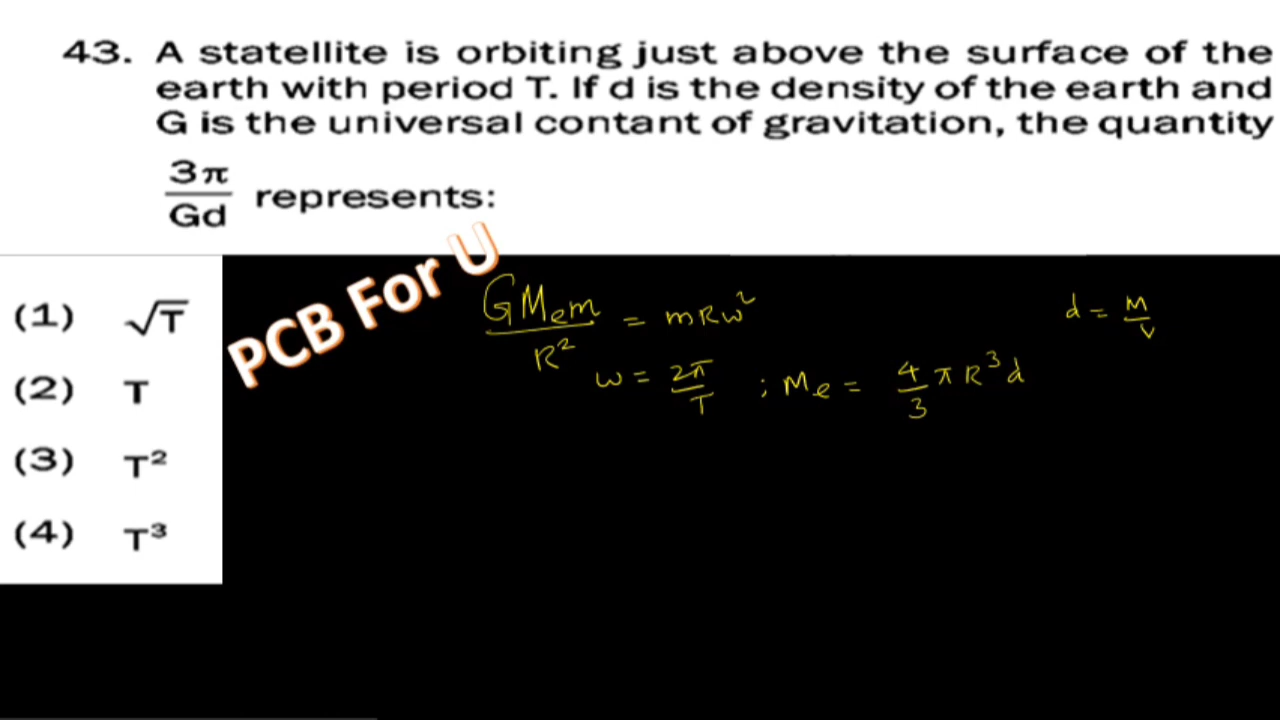 43. A statellite is orbiting just above the surface of the
earth with period T. If d is the density of the earth and
G is the universal contant of gravitation, the quantity
3π/Gd represents:
PCB For U
(1) √T
(2) T
(3) T²
(4) T³
GMem/R² = mRω²
d = M/V
ω = 2π/T ; Me = 4/3 πR³d